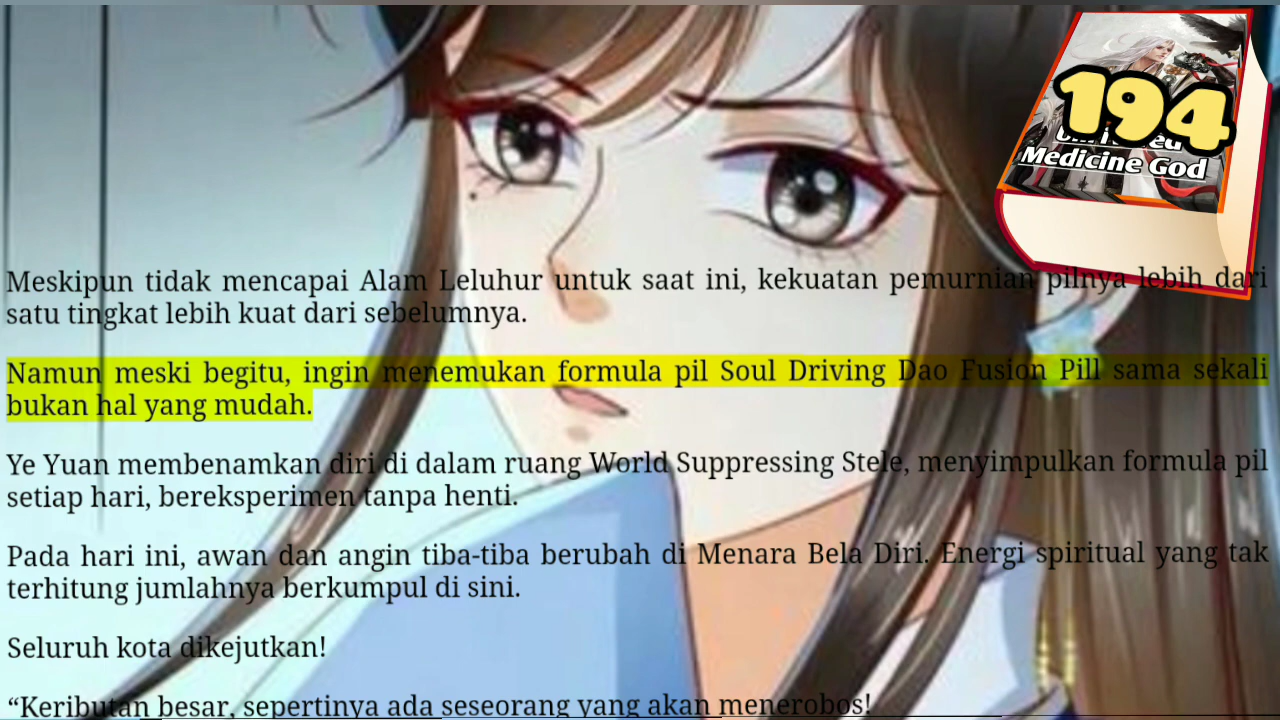 194
Medicine God
Meskipun tidak mencapai Alam Leluhur untuk saat ini, kekuatan pemurnian pilnya lebih dari
satu tingkat lebih kuat dari sebelumnya.
Namun meski begitu, ingin menemukan formula pil Soul Driving Dao Fusion Pill sama sekali
bukan hal yang mudah.
Ye Yuan membenamkan diri di dalam ruang World Suppressing Stele, menyimpulkan formula pil
setiap hari, bereksperimen tanpa henti.
Pada hari ini, awan dan angin tiba-tiba berubah di Menara Bela Diri. Energi spiritual yang tak
terhitung jumlahnya berkumpul di sini.
Seluruh kota dikejutkan!
“Keributan besar, sepertinya ada seseorang yang akan menerobos!